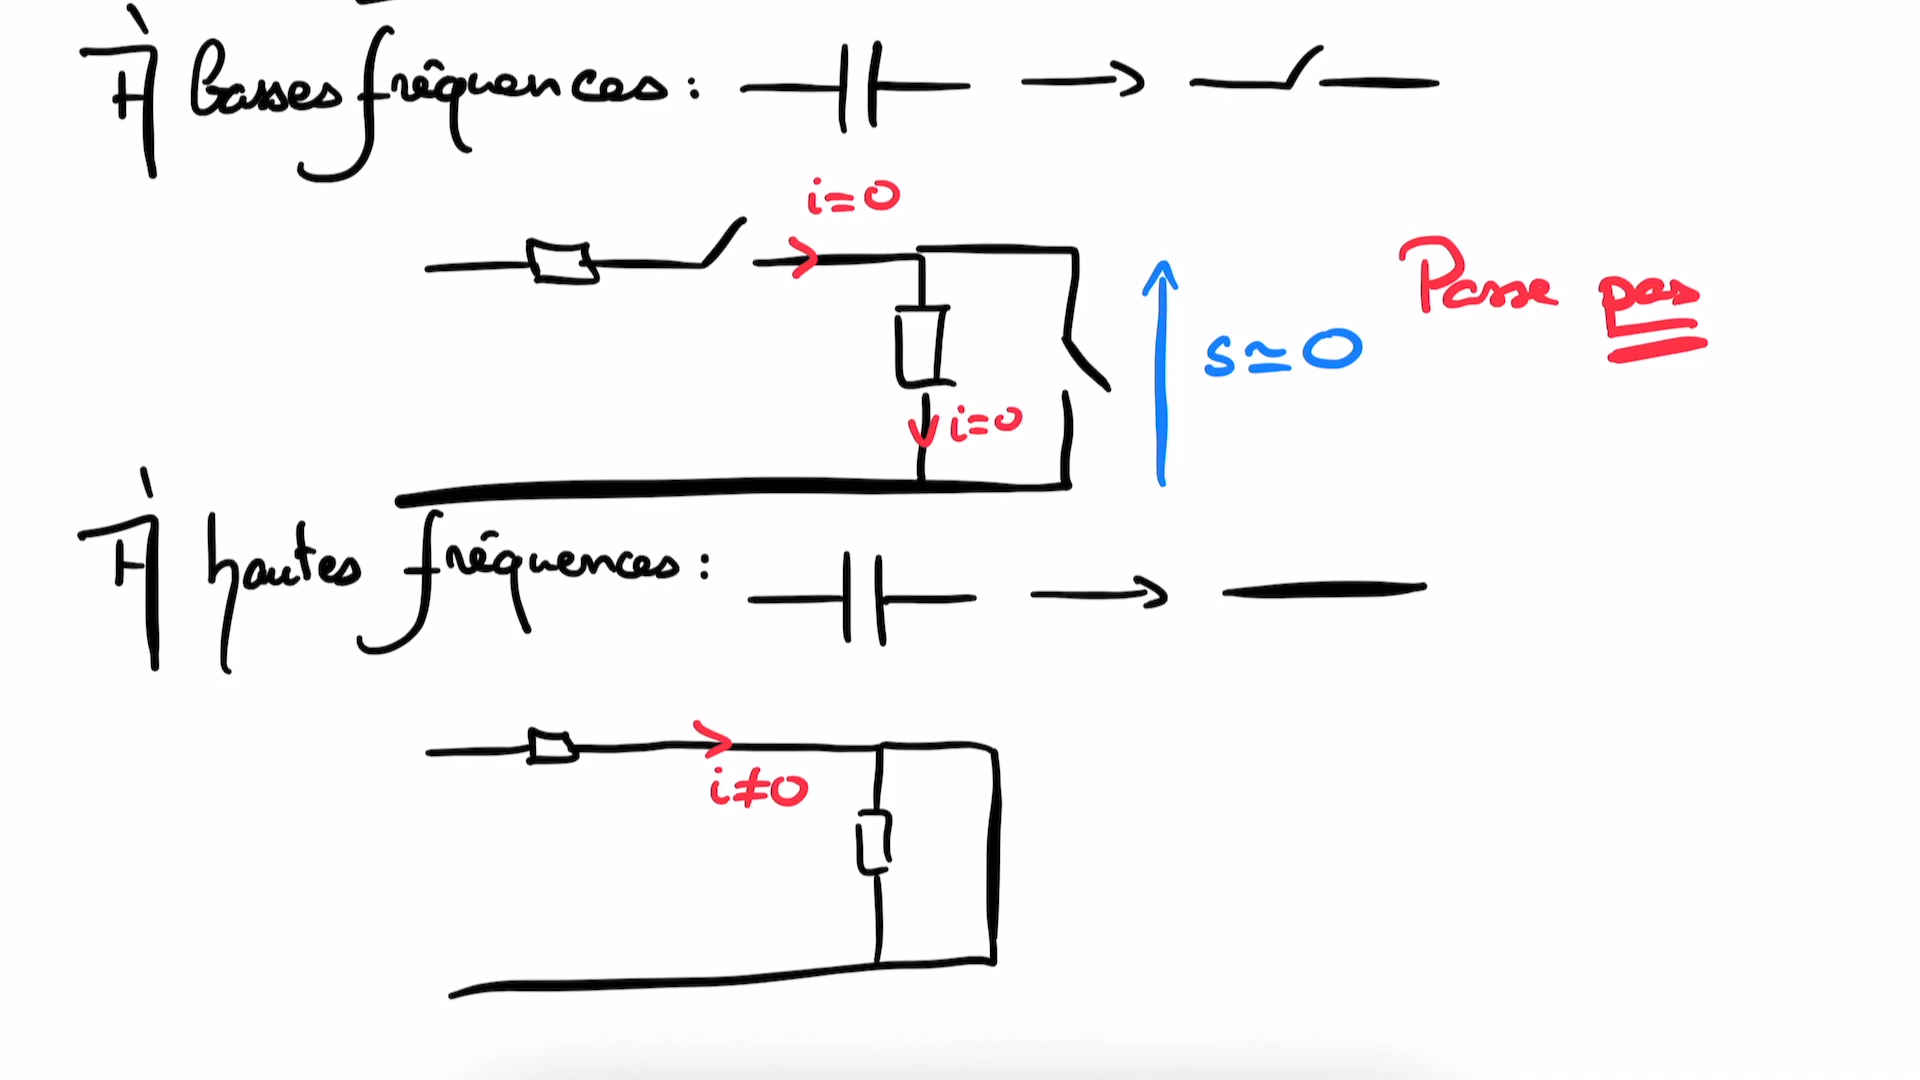 À basses fréquences :
i=0
Passe pas
s≃0
i=0
À hautes fréquences :
i≠0